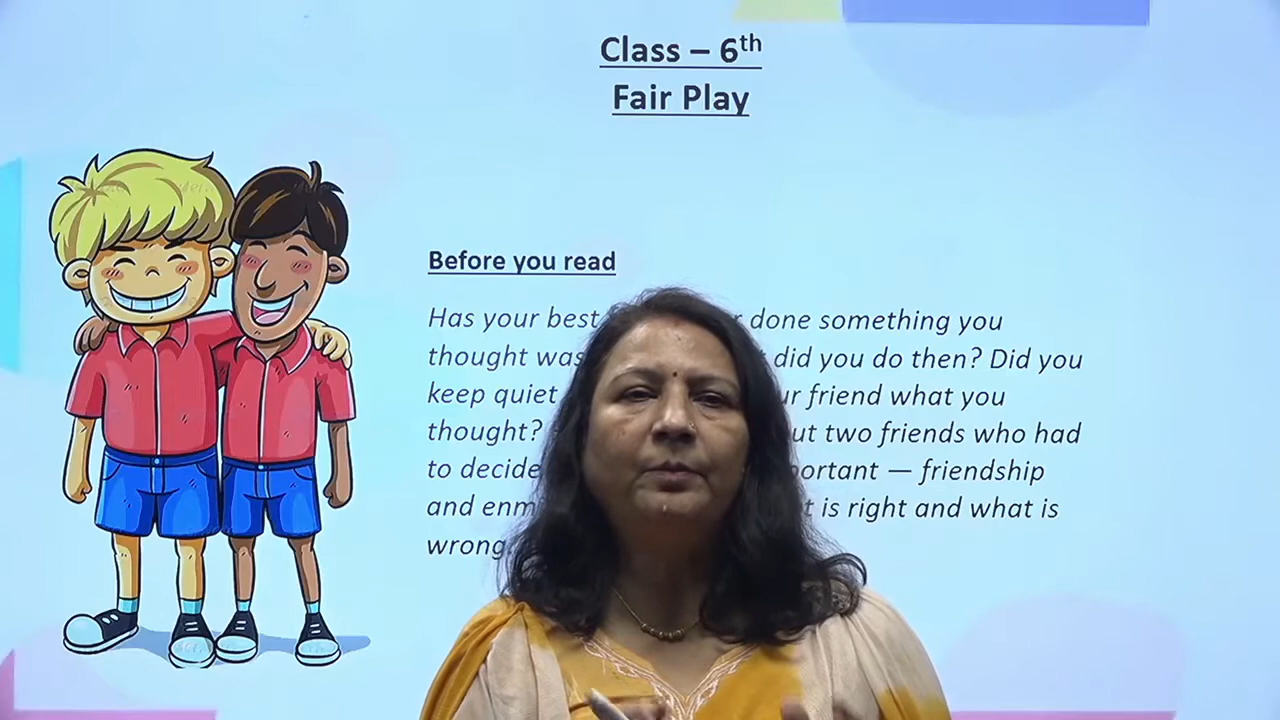 Class – 6th
Fair Play
Before you read
Has your best done something you
thought was did you do then? Did you
keep quiet friend what you
thought? two friends who had
to decide — friendship
and is right and what is
wrong